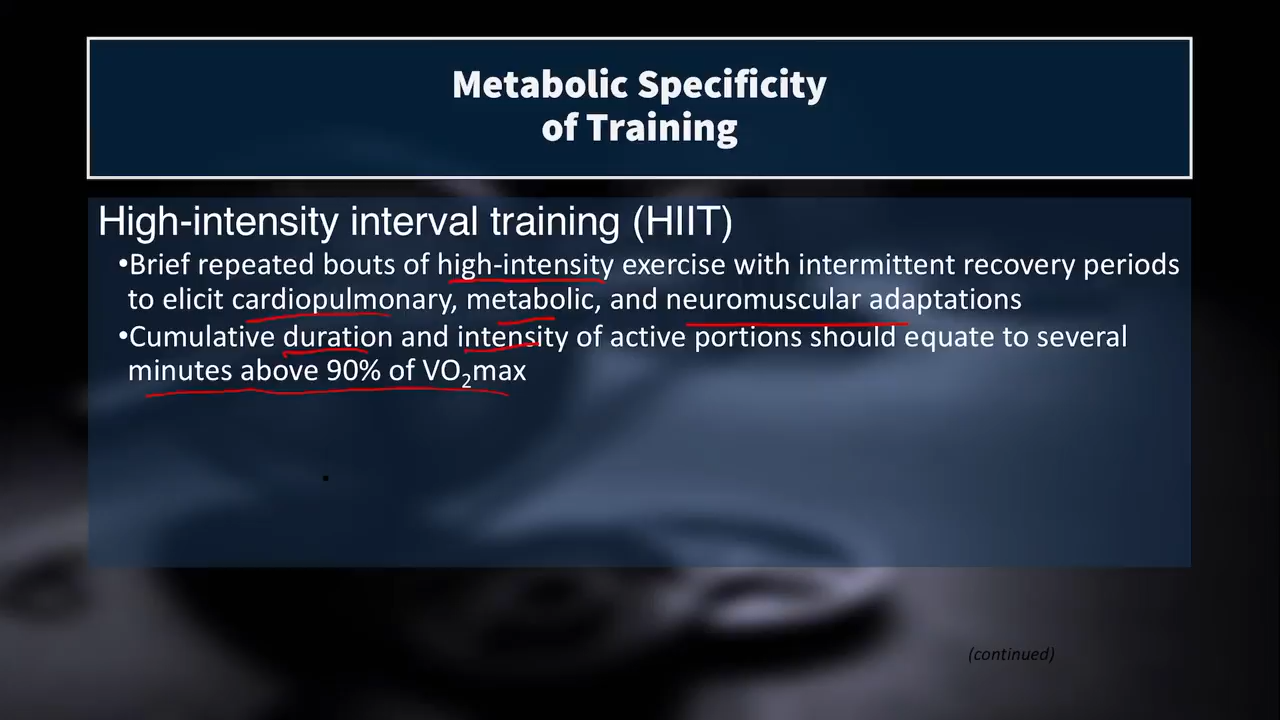 Metabolic Specificity
of Training
High-intensity interval training (HIIT)
•Brief repeated bouts of high-intensity exercise with intermittent recovery periods
to elicit cardiopulmonary, metabolic, and neuromuscular adaptations
•Cumulative duration and intensity of active portions should equate to several
minutes above 90% of VO₂max
(continued)